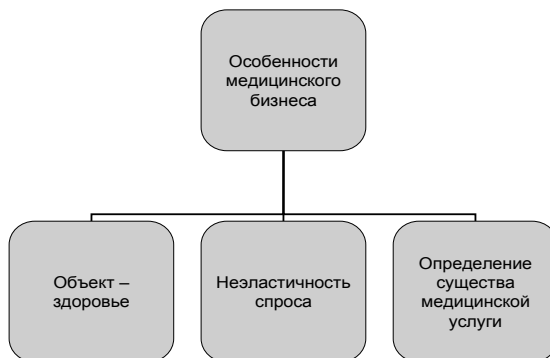 Особенности
медицинского
бизнеса
Объект –
здоровье
Неэластичность
спроса
Определение
существа
медицинской
услуги